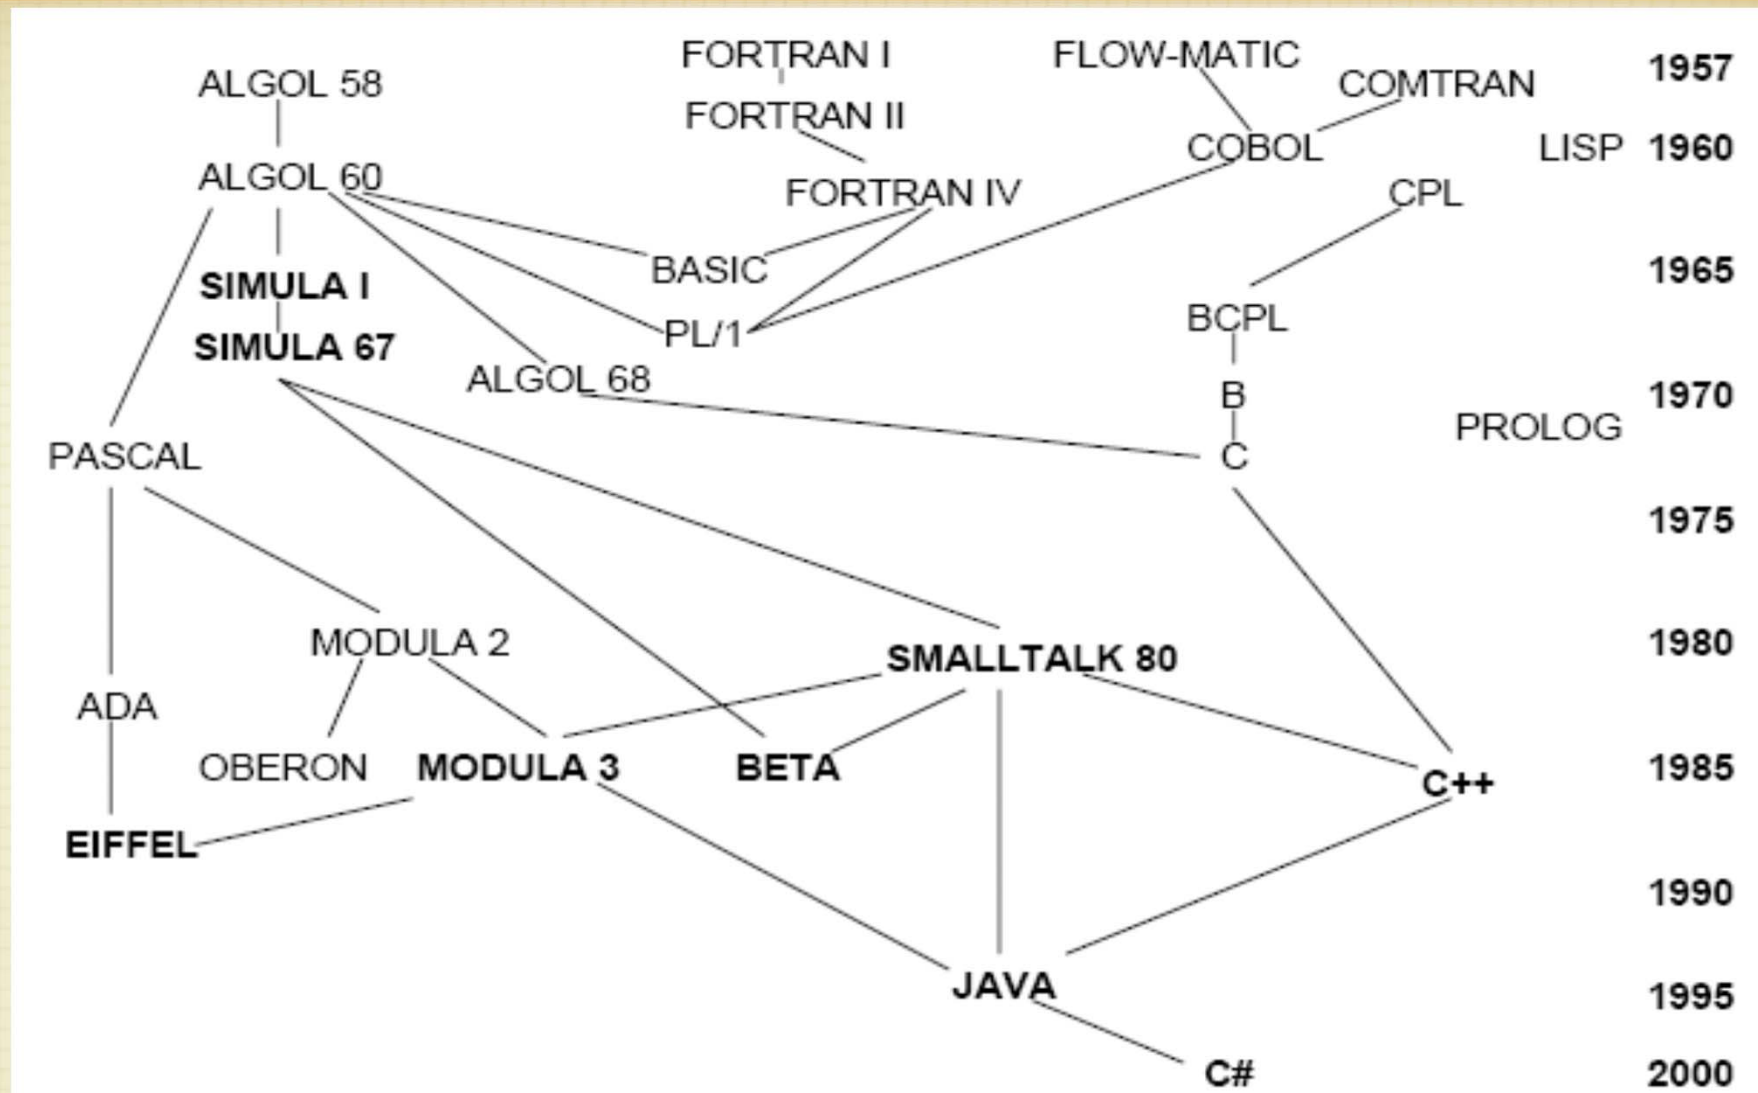 FORTRAN I
FLOW-MATIC
1957
ALGOL 58
COMTRAN
FORTRAN II
COBOL
LISP
1960
ALGOL 60
FORTRAN IV
CPL
BASIC
1965
SIMULA I
BCPL
PL/1
SIMULA 67
ALGOL 68
B
1970
PROLOG
PASCAL
C
1975
MODULA 2
1980
SMALLTALK 80
ADA
OBERON
MODULA 3
BETA
1985
C++
EIFFEL
1990
JAVA
1995
C#
2000